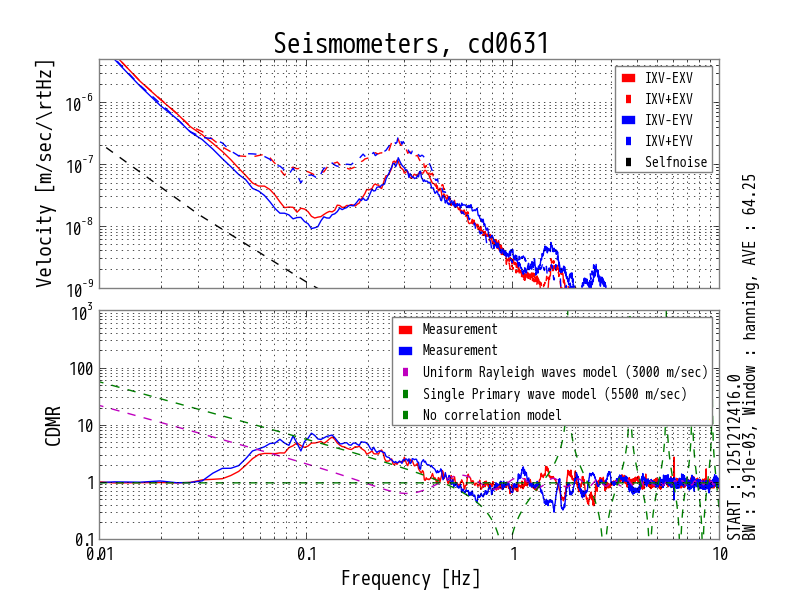 Seismometers, cd0631
Velocity [m/sec/\rtHz]
10^-6
10^-7
10^-8
10^-9
IXV-EXV
IXV+EXV
IXV-EYV
IXV+EYV
Selfnoise
CDMR
10^3
100
10
1
0.1
Measurement
Measurement
Uniform Rayleigh waves model (3000 m/sec)
Single Primary wave model (5500 m/sec)
No correlation model
0.01
0.1
1
10
Frequency [Hz]
START : 1251212416.0
BW : 3.91e-03, Window : hanning, AVE : 64.25